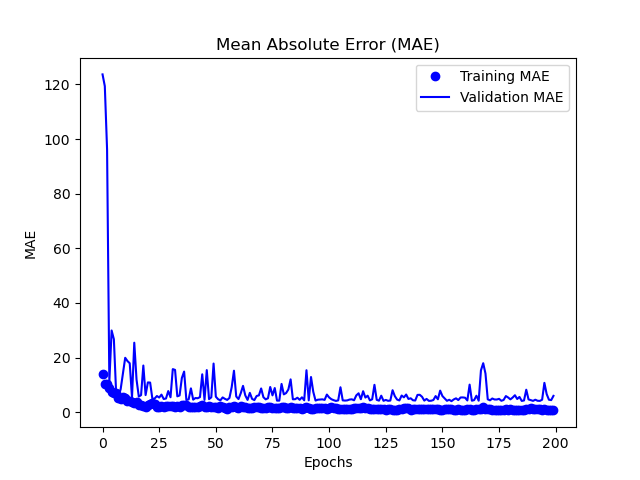 Mean Absolute Error (MAE)
Training MAE
Validation MAE
120
100
80
60
40
20
0
MAE
0 25 50 75 100 125 150 175 200
Epochs